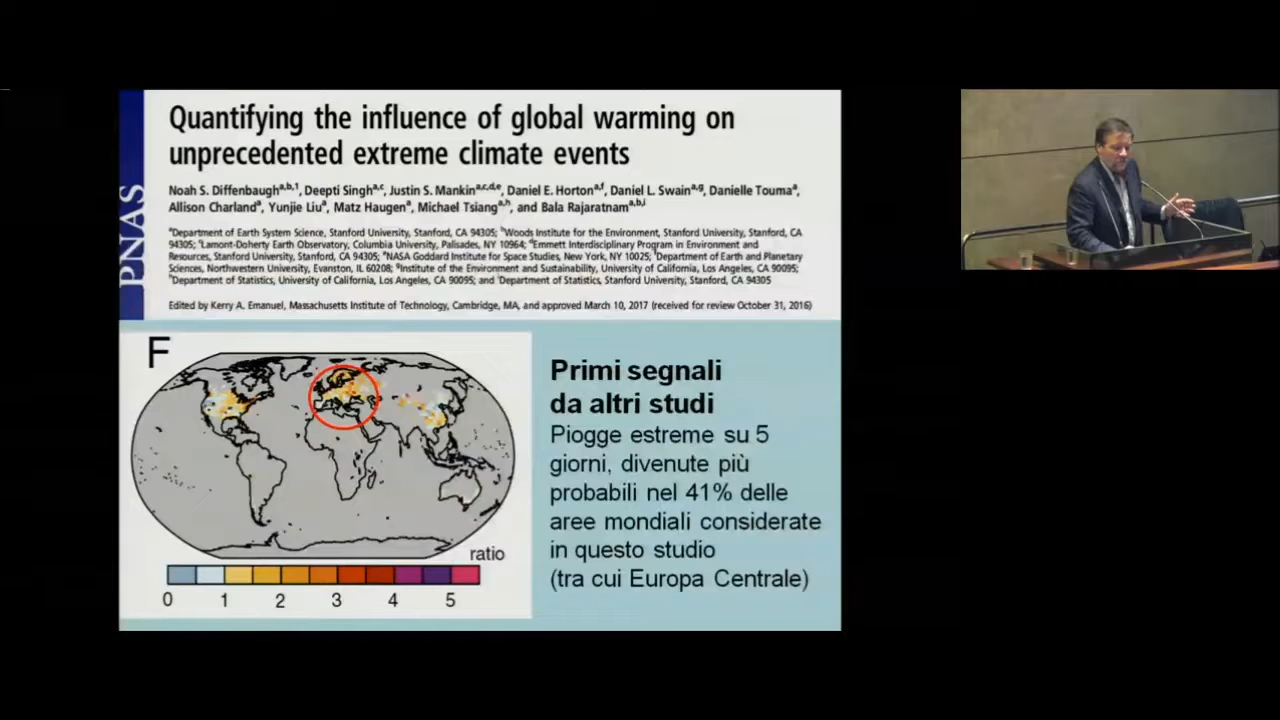 PNAS
Quantifying the influence of global warming on
unprecedented extreme climate events
Noah S. Diffenbaugh^a,b,1, Deepti Singh^a,c, Justin S. Mankin^a,c,d,e, Daniel E. Horton^a,f, Daniel L. Swain^a,g, Danielle Touma^a,
Allison Charland^a, Yunjie Liu^a, Matz Haugen^a, Michael Tsiang^a,h, and Bala Rajaratnam^a,b,i
^aDepartment of Earth System Science, Stanford University, Stanford, CA 94305; ^bWoods Institute for the Environment, Stanford University, Stanford, CA
94305; ^cLamont-Doherty Earth Observatory, Columbia University, Palisades, NY 10964; ^dEmmett Interdisciplinary Program in Environment and
Resources, Stanford University, Stanford, CA 94305; ^eNASA Goddard Institute for Space Studies, New York, NY 10025; ^fDepartment of Earth and Planetary
Sciences, Northwestern University, Evanston, IL 60208; ^gInstitute of the Environment and Sustainability, University of California, Los Angeles, CA 90095;
^hDepartment of Statistics, University of California, Los Angeles, CA 90095; and ^iDepartment of Statistics, Stanford University, Stanford, CA 94305
Edited by Kerry A. Emanuel, Massachusetts Institute of Technology, Cambridge, MA, and approved March 10, 2017 (received for review October 31, 2016)
F
ratio
0 1 2 3 4 5
Primi segnali
da altri studi
Piogge estreme su 5
giorni, divenute più
probabili nel 41% delle
aree mondiali considerate
in questo studio
(tra cui Europa Centrale)